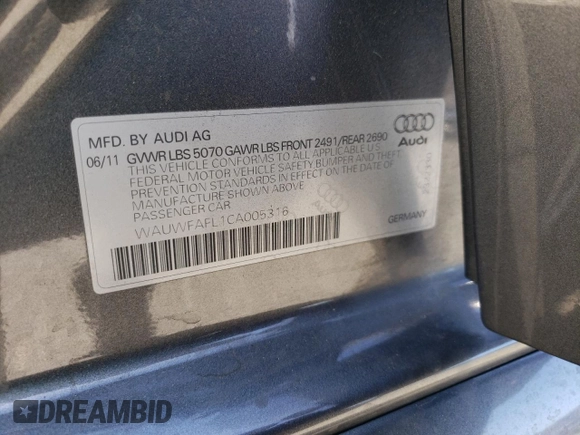 MFD. BY AUDI AG
06/11 GVWR LBS 5070 GAWR LBS FRONT 2491/REAR 2690
THIS VEHICLE CONFORMS TO ALL APPLICABLE U.S.
FEDERAL MOTOR VEHICLE SAFETY BUMPER AND THEFT
PREVENTION STANDARDS IN EFFECT ON THE DATE OF
MANUFACTURE SHOWN ABOVE
PASSENGER CAR
WAUWFAFL1CA005316
Audi
GERMANY
DREAMBID